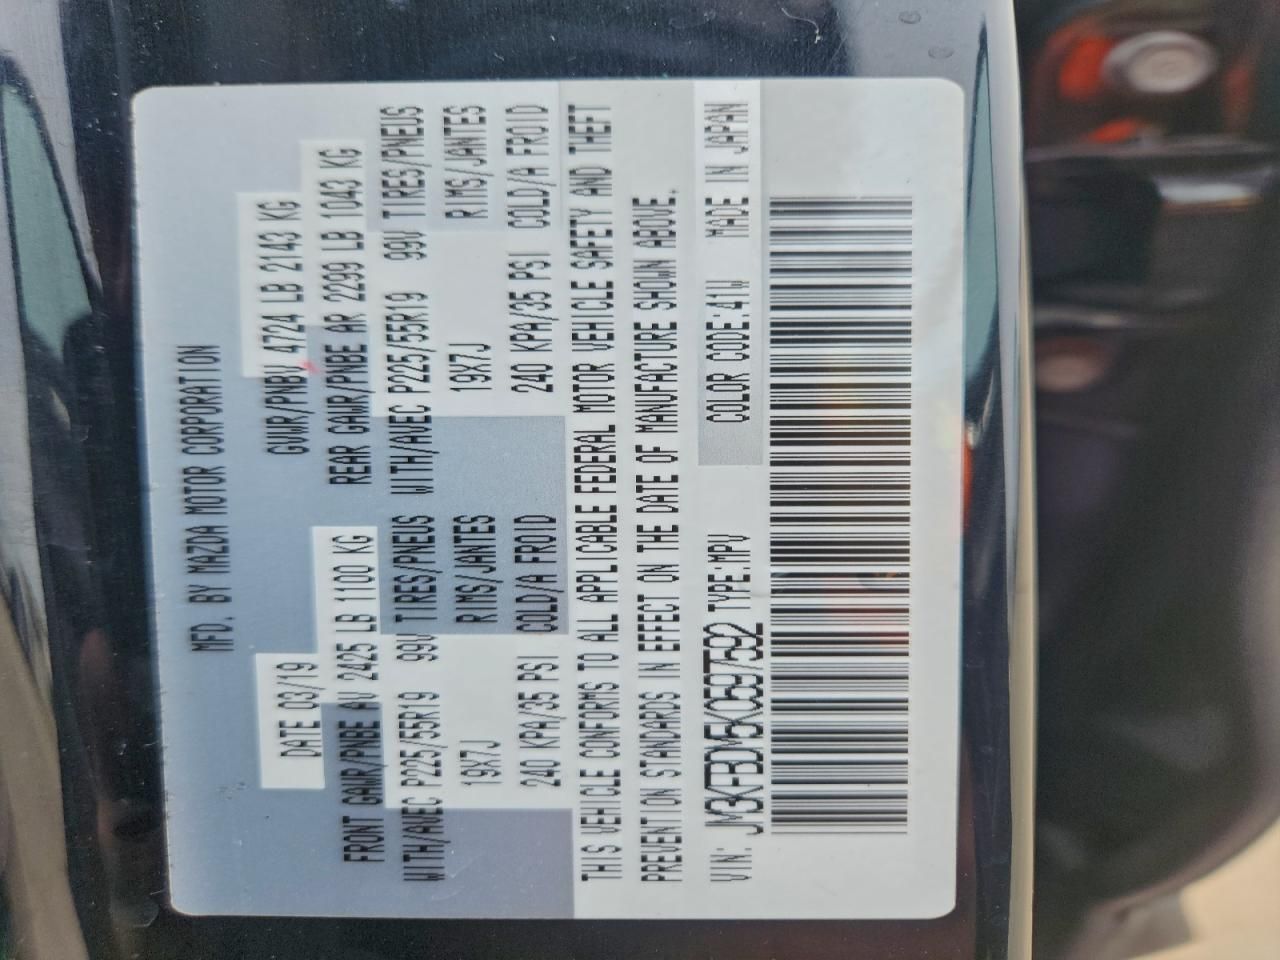 MFD. BY MAZDA MOTOR CORPORATION
DATE 03/19 GVWR/PNBV 4724 LB 2143 KG
FRONT GAWR/PNBE AV 2425 LB 1100 KG REAR GAWR/PNBE AR 2299 LB 1043 KG
WITH/AVEC P225/55R19 99V TIRES/PNEUS WITH/AVEC P225/55R19 99V TIRES/PNEUS
19X7J RIMS/JANTES 19X7J RIMS/JANTES
240 KPA/35 PSI COLD/A FROID 240 KPA/35 PSI COLD/A FROID
THIS VEHICLE CONFORMS TO ALL APPLICABLE FEDERAL MOTOR VEHICLE SAFETY AND THEFT
PREVENTION STANDARDS IN EFFECT ON THE DATE OF MANUFACTURE SHOWN ABOVE.
VIN: JM3KFBDM5K0597592 TYPE:MPV COLOR CODE:41W MADE IN JAPAN